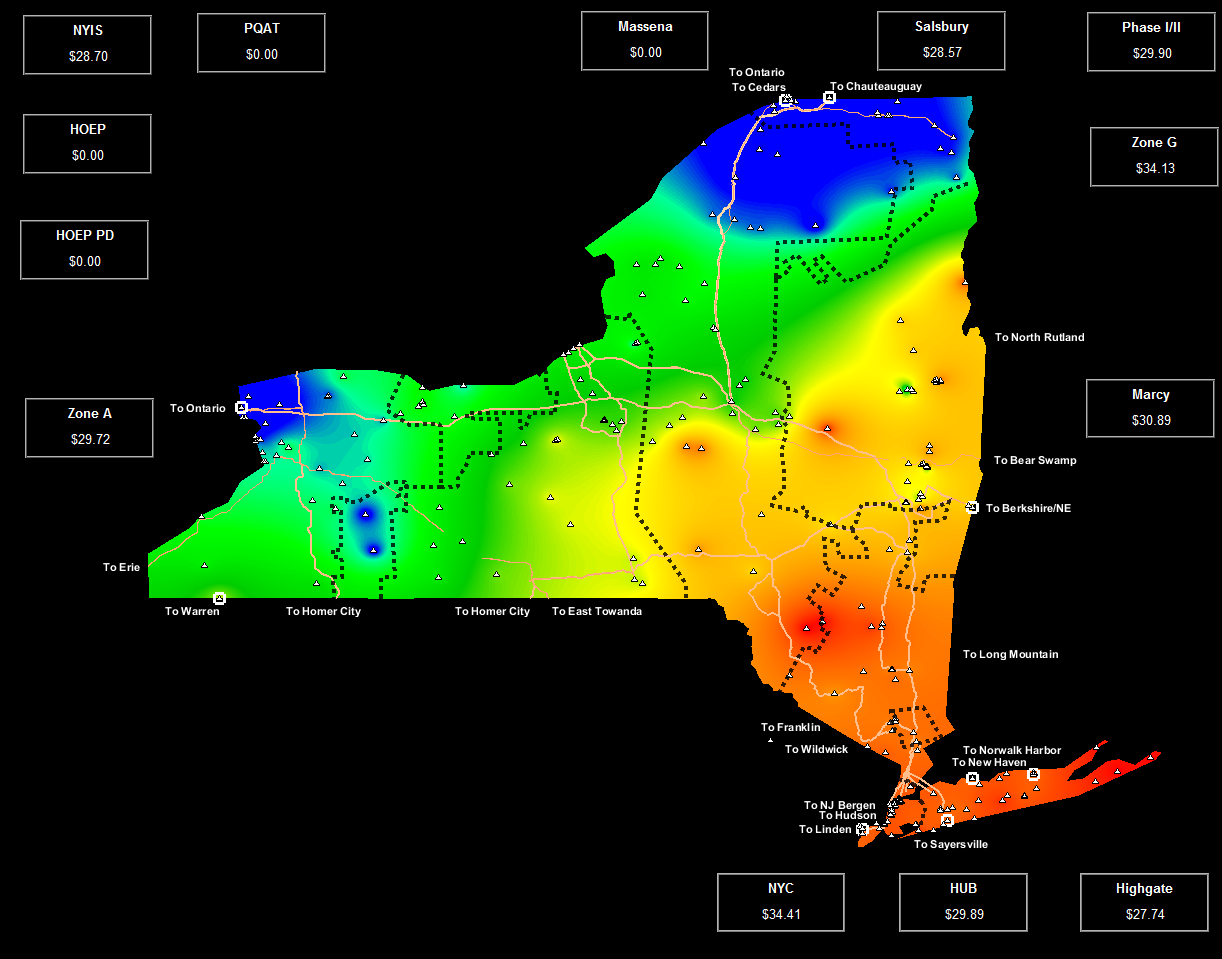 NYIS
$28.70
PQAT
$0.00
Massena
$0.00
Salsbury
$28.57
Phase I/II
$29.90
To Ontario
To Cedars
To Chauteauguay
HOEP
$0.00
Zone G
$34.13
HOEP PD
$0.00
To North Rutland
Zone A
$29.72
To Ontario
Marcy
$30.89
To Bear Swamp
To Berkshire/NE
To Erie
To Warren
To Homer City
To Homer City
To East Towanda
To Long Mountain
To Franklin
To Wildwick
To Norwalk Harbor
To New Haven
To NJ Bergen
To Hudson
To Linden
To Sayersville
NYC
$34.41
HUB
$29.89
Highgate
$27.74